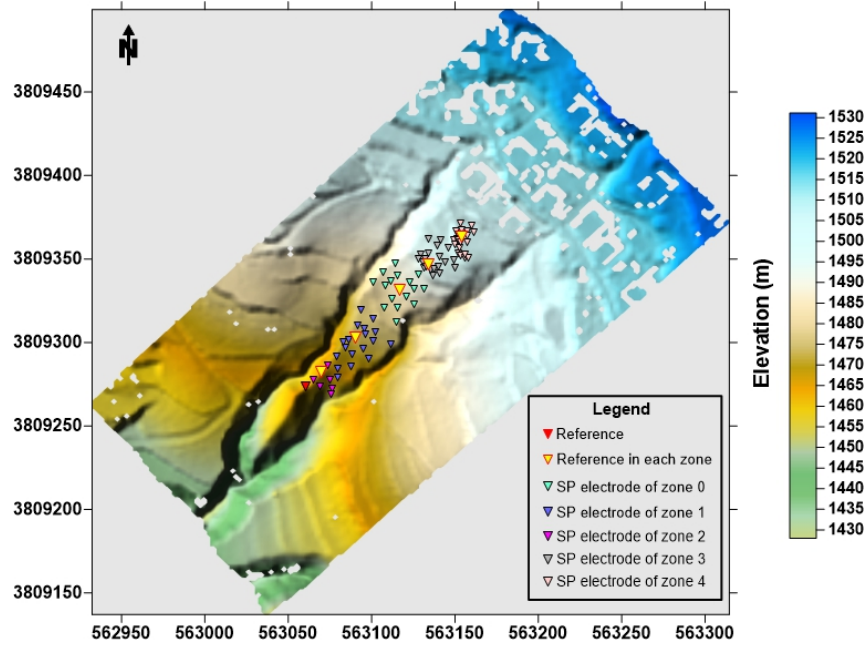 N
3809450
3809400
3809350
3809300
3809250
3809200
3809150
562950 563000 563050 563100 563150 563200 563250 563300
Legend
Reference
Reference in each zone
SP electrode of zone 0
SP electrode of zone 1
SP electrode of zone 2
SP electrode of zone 3
SP electrode of zone 4
Elevation (m)
1530
1525
1520
1515
1510
1505
1500
1495
1490
1485
1480
1475
1470
1465
1460
1455
1450
1445
1440
1435
1430